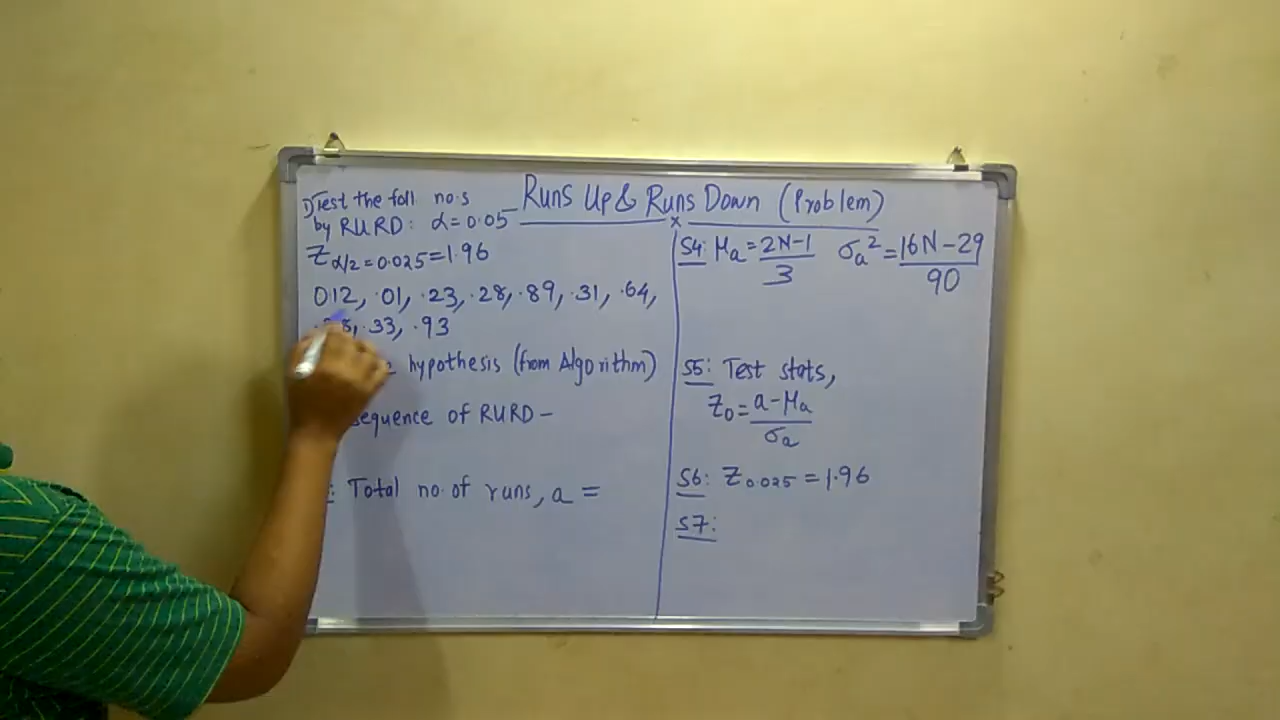 Runs Up & Runs Down (Problem)
1) Test the foll no.s
by RURD: α=0.05
Z α/2=0.025=1.96
012, .01, .23, .28, .89, .31, .64,
.33, .93
hypothesis (from Algorithm)
sequence of RURD -
Total no. of runs, a =
x
S4: μa = 2N-1/3 σa² = 16N-29/90
S5: Test stats,
Z0 = a-μa/σa
S6: Z0.025 = 1.96
S7: